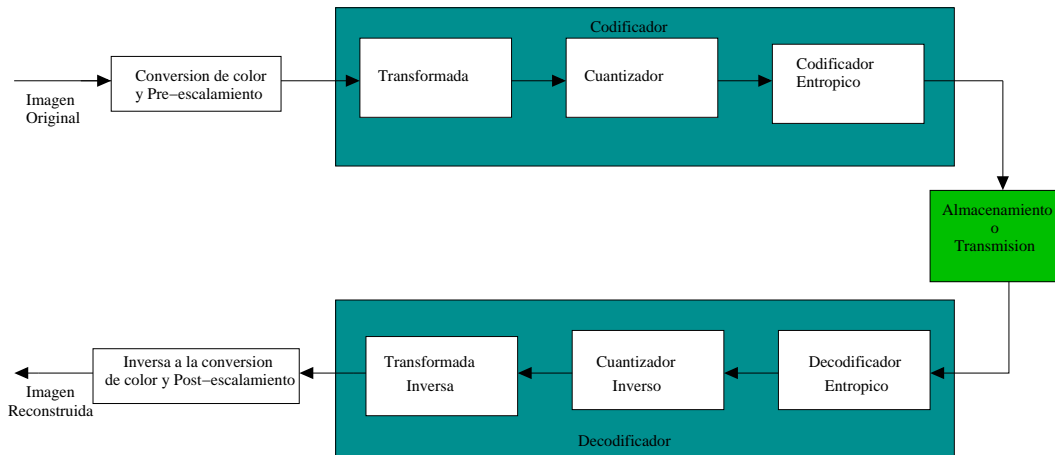 Codificador
Conversion de color
y Pre−escalamiento
Transformada
Cuantizador
Codificador
Entropico
Imagen
Original
Almacenamiento
o
Transmision
Inversa a la conversion
de color y Post−escalamiento
Transformada
Inversa
Cuantizador
Inverso
Decodificador
Entropico
Imagen
Reconstruida
Decodificador